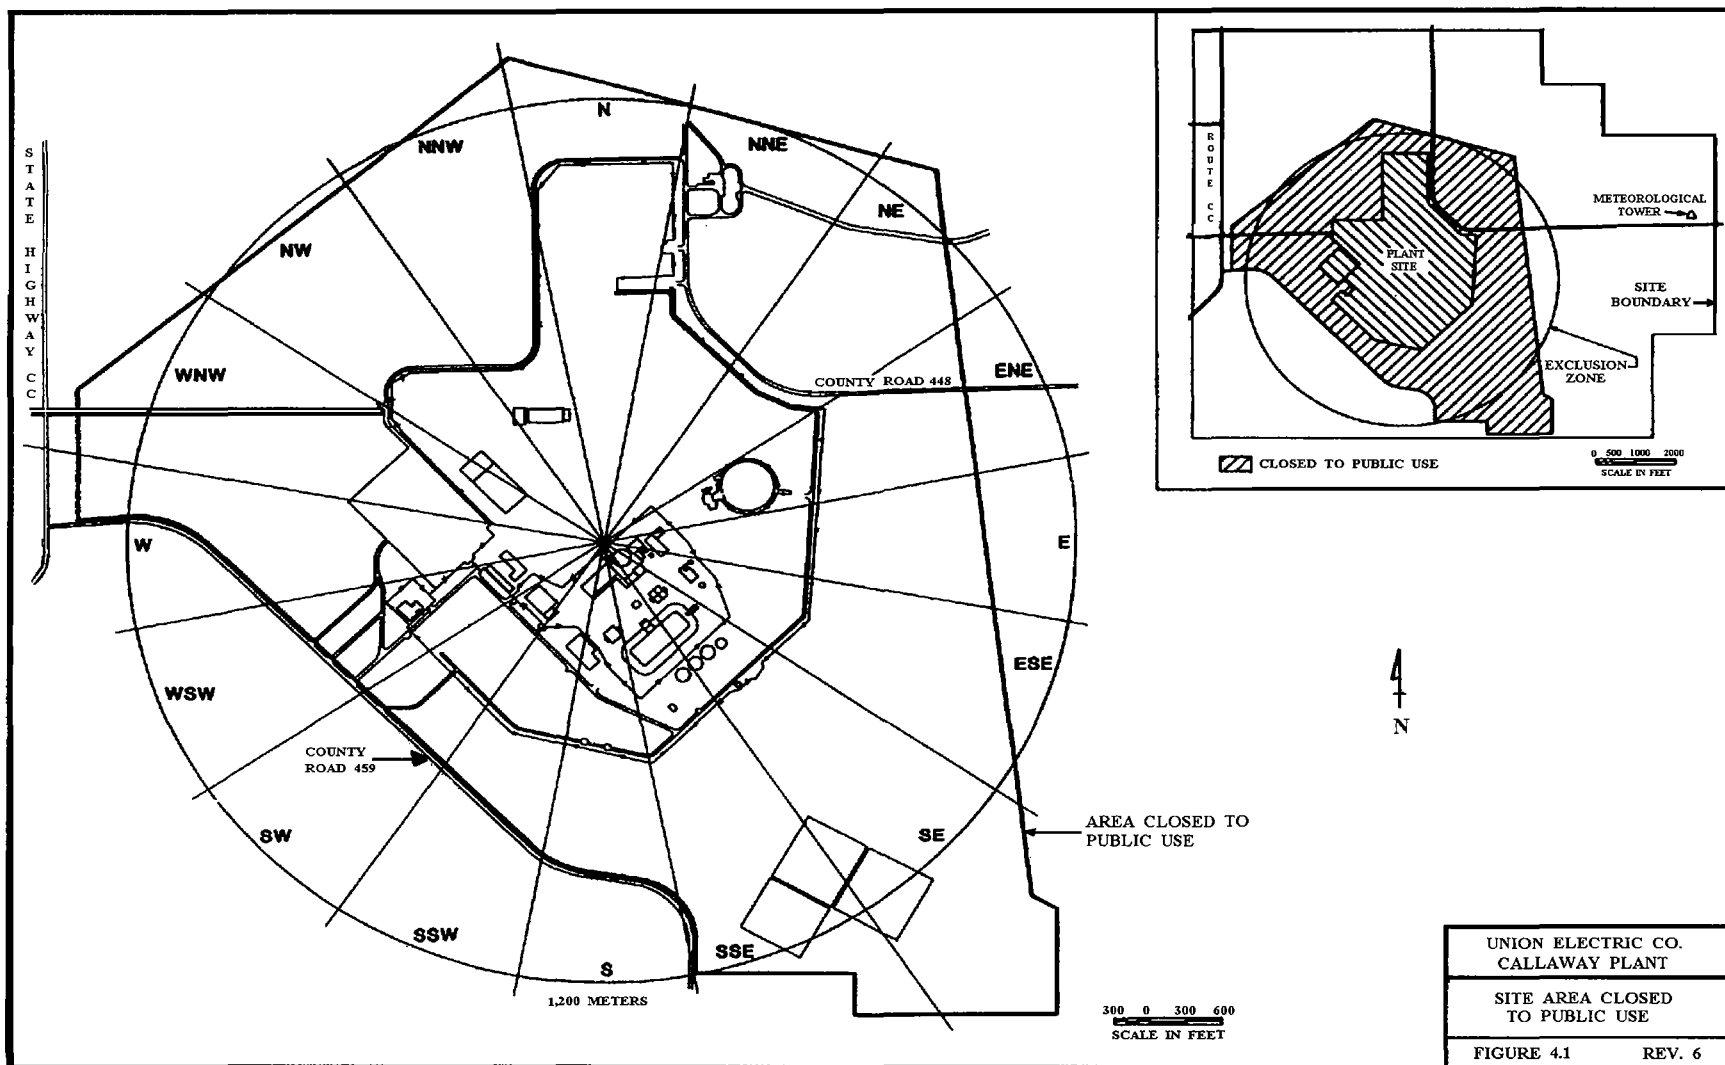 STATE HIGHWAY CC
N
NNW
NNE
NW
NE
WNW
ENE
COUNTY ROAD 448
W
E
WSW
ESE
COUNTY
ROAD 459
SW
SE
SSW
SSE
S
1,200 METERS
AREA CLOSED TO
PUBLIC USE
300 0 300 600
SCALE IN FEET
ROUTE CC
METEOROLOGICAL
TOWER
PLANT
SITE
SITE
BOUNDARY
EXCLUSION
ZONE
CLOSED TO PUBLIC USE
0 500 1000 2000
SCALE IN FEET
N
UNION ELECTRIC CO.
CALLAWAY PLANT
SITE AREA CLOSED
TO PUBLIC USE
FIGURE 4.1 REV. 6